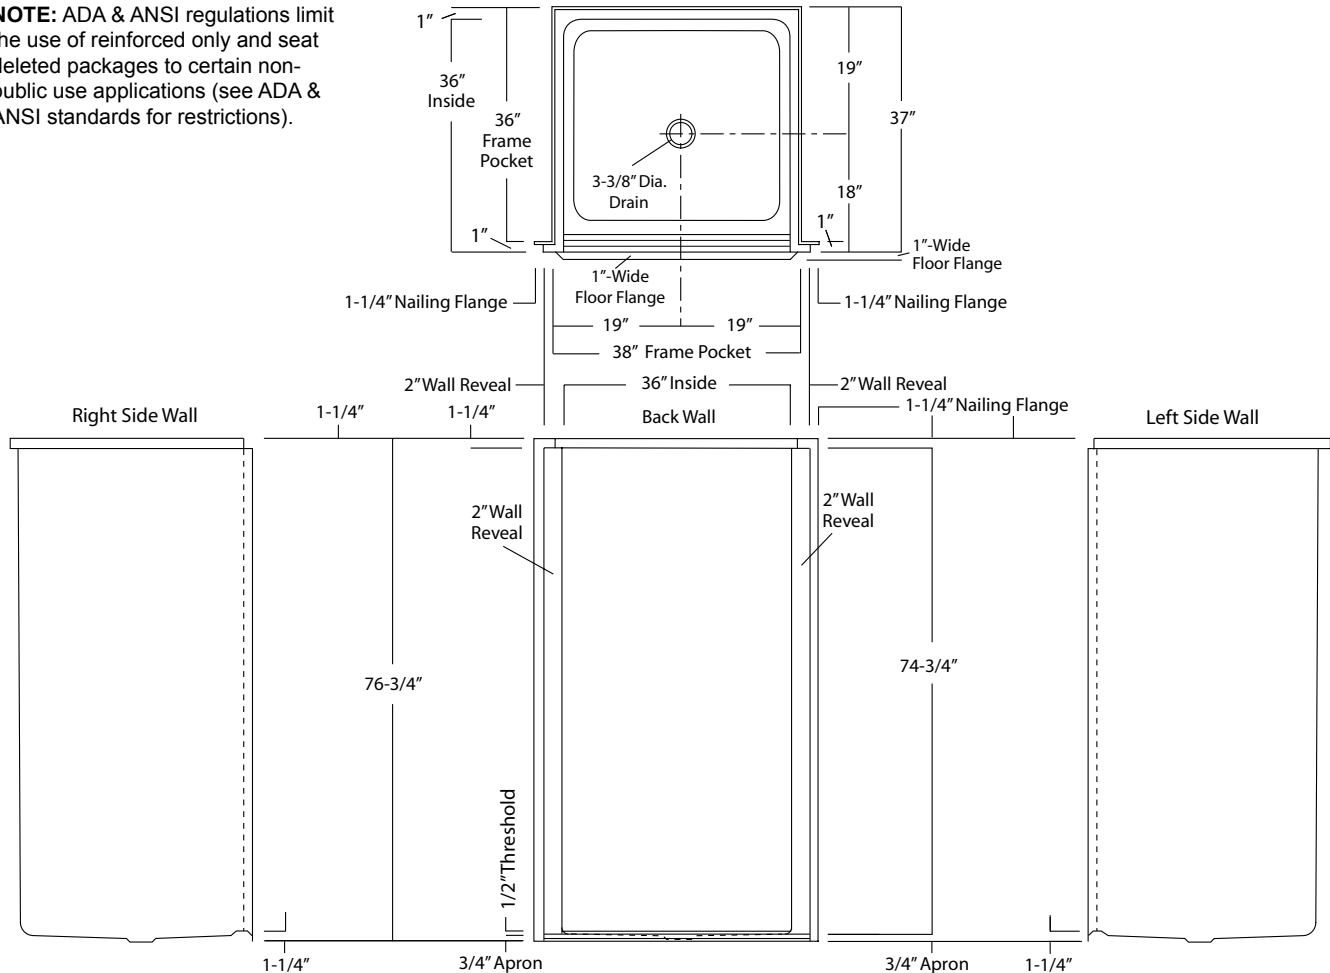 NOTE: ADA & ANSI regulations limit
the use of reinforced only and seat
deleted packages to certain non-
public use applications (see ADA &
ANSI standards for restrictions).
1”
36”
Inside
36”
Frame
Pocket
1”
3-3/8” Dia.
Drain
19”
37”
18”
1”
1”-Wide
Floor Flange
1”-Wide
Floor Flange
1-1/4” Nailing Flange
1-1/4” Nailing Flange
19”
19”
38” Frame Pocket
2” Wall Reveal
36” Inside
2” Wall Reveal
1-1/4” Nailing Flange
Right Side Wall
1-1/4”
1-1/4”
Back Wall
Left Side Wall
2” Wall
Reveal
2” Wall
Reveal
76-3/4”
74-3/4”
1/2” Threshold
1-1/4”
3/4” Apron
3/4” Apron
1-1/4”